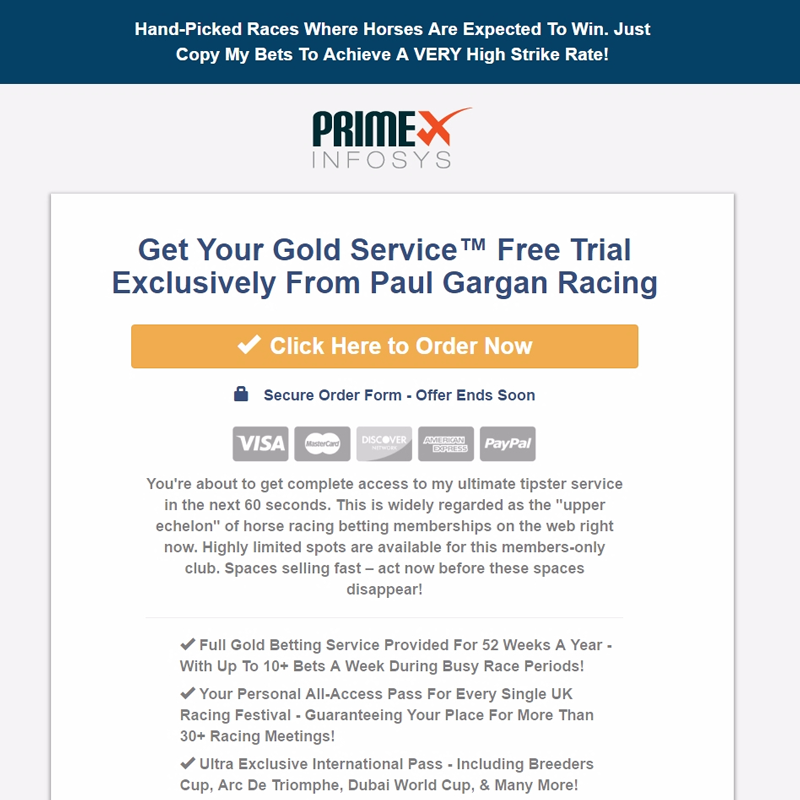 Hand-Picked Races Where Horses Are Expected To Win. Just
Copy My Bets To Achieve A VERY High Strike Rate!
PRIMEX
INFOSYS
Get Your Gold Service™ Free Trial
Exclusively From Paul Gargan Racing
Click Here to Order Now
Secure Order Form - Offer Ends Soon
VISA MasterCard DISCOVER NETWORK AMERICAN EXPRESS PayPal
You're about to get complete access to my ultimate tipster service
in the next 60 seconds. This is widely regarded as the "upper
echelon" of horse racing betting memberships on the web right
now. Highly limited spots are available for this members-only
club. Spaces selling fast – act now before these spaces
disappear!
Full Gold Betting Service Provided For 52 Weeks A Year -
With Up To 10+ Bets A Week During Busy Race Periods!
Your Personal All-Access Pass For Every Single UK
Racing Festival - Guaranteeing Your Place For More Than
30+ Racing Meetings!
Ultra Exclusive International Pass - Including Breeders
Cup, Arc De Triomphe, Dubai World Cup, & Many More!